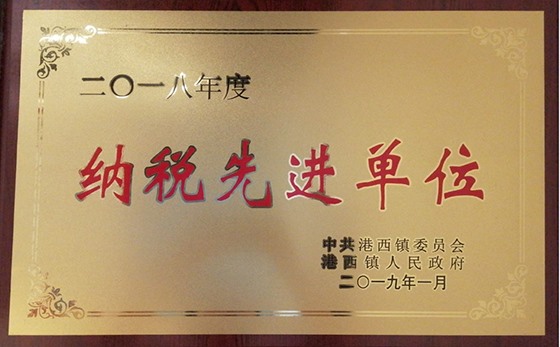 二〇一八年度
纳税先进单位
中共港西镇委员会
港西镇人民政府
二〇一九年一月